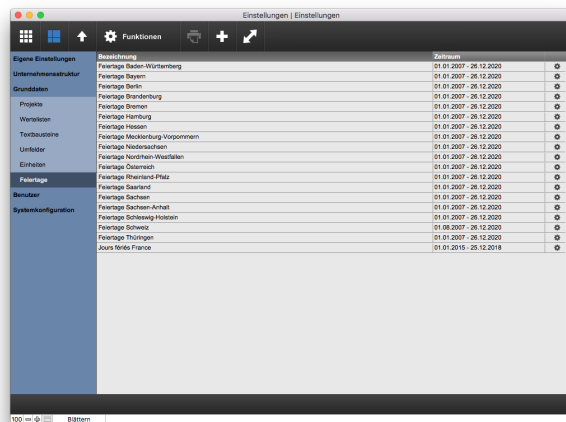 Einstellungen | Einstellungen
Funktionen
Eigene Einstellungen
Unternehmensstruktur
Grunddaten
Projekte
Wertelisten
Textbausteine
Umfelder
Einheiten
Feiertage
Benutzer
Systemkonfiguration
Bezeichnung Zeitraum
Feiertage Baden-Württemberg 01.01.2007 - 26.12.2020
Feiertage Bayern 01.01.2007 - 26.12.2020
Feiertage Berlin 01.01.2007 - 26.12.2020
Feiertage Brandenburg 01.01.2007 - 26.12.2020
Feiertage Bremen 01.01.2007 - 26.12.2020
Feiertage Hamburg 01.01.2007 - 26.12.2020
Feiertage Hessen 01.01.2007 - 26.12.2020
Feiertage Mecklenburg-Vorpommern 01.01.2007 - 26.12.2020
Feiertage Niedersachsen 01.01.2007 - 26.12.2020
Feiertage Nordrhein-Westfallen 01.01.2007 - 26.12.2020
Feiertage Österreich 01.01.2007 - 26.12.2020
Feiertage Rheinland-Pfalz 01.01.2007 - 26.12.2020
Feiertage Saarland 01.01.2007 - 26.12.2020
Feiertage Sachsen 01.01.2007 - 26.12.2020
Feiertage Sachsen-Anhalt 01.01.2007 - 26.12.2020
Feiertage Schleswig-Holstein 01.01.2007 - 26.12.2020
Feiertage Schweiz 01.08.2007 - 26.12.2020
Feiertage Thüringen 01.01.2007 - 26.12.2020
Jours fériés France 01.01.2015 - 25.12.2018
100 Blättern